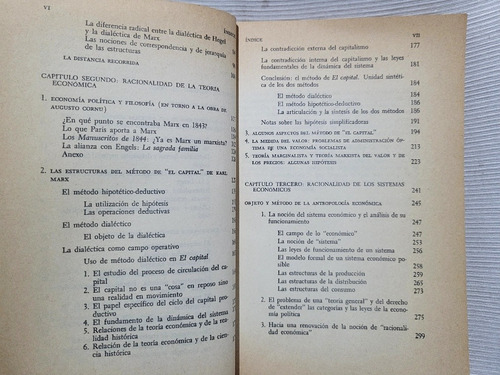 VI
La diferencia radical entre la dialéctica de Hegel
y la dialéctica de Marx
Las nociones de correspondencia y de jerarquía
de las estructuras
LA DISTANCIA RECORRIDA
CAPITULO SEGUNDO: RACIONALIDAD DE LA TEORIA
ECONÓMICA
1. ECONOMIA POLÍTICA Y FILOSOFIA (EN TORNO A LA OBRA DE
AUGUSTO CORNU)
¿En qué punto se encontraba Marx en 1843?
Lo que París aporta a Marx
Los Manuscritos de 1844: ¿Ya es Marx un marxista?
La alianza con Engels: La sagrada familia
Anexo
2. LAS ESTRUCTURAS DEL MÉTODO DE "EL CAPITAL" DE KARL
MARX
El método hipotético-deductivo
La utilización de hipótesis
Las operaciones deductivas
El método dialéctico
El objeto de la dialéctica
La dialéctica como campo operativo
Uso de método dialéctico en El capital
1. El estudio del proceso de circulación del ca-
pital
2. El capital no es una "cosa" en reposo sino
una realidad en movimiento
3. El papel específico del ciclo del capital pro-
ductivo
4. El fundamento de la dinámica del sistema
5. Relaciones de la teoría económica y de la rea-
lidad histórica
6. Relación de la teoría económica y de la cien-
cia histórica
ÍNDICE VII
La contradicción externa del capitalismo
177
La contradicción interna del capitalismo y las leyes
fundamentales de la dinámica del sistema 181
Conclusión: el método de El capital. Unidad sintéti-
ca de los dos métodos 184
El método dialéctico 184
El método hipotético-deductivo 186
La articulación y la síntesis de los dos métodos
Notas sobre las hipótesis simplificadoras 191
3. ALGUNOS ASPECTOS DEL MÉTODO DE "EL CAPITAL" 194
4. LA MEDIDA DEL VALOR: PROBLEMAS DE ADMINISTRACIÓN ÓP-
TIMA DE UNA ECONOMIA SOCIALISTA 211
5. TEORÍA MARGINALISTA Y TEORIA MARXISTA DEL VALOR Y DE
LOS PRECIOS: ALGUNAS HIPÓTESIS
CAPITULO TERCERO: RACIONALIDAD DE LOS SISTEMAS
ECONÓMICOS 241
OBJETO Y MÉTODO DE LA ANTROPOLOGÍA ECONÓMICA 245
1. La noción del sistema económico y el análisis de su
funcionamiento 247
El campo de lo "económico" 247
La noción de "sistema" 253
Las leyes de funcionamiento de un sistema 256
El modelo formal de un sistema económico po-
sible 258
Las estructuras de la producción 259
Las estructuras de la distribución 265
Las estructuras del consumo 273
2. El problema de una "teoría general" y del derecho
de "extender" las categorías y las leyes de la econo-
mía política 275
3. Hacia una renovación de la noción de "racionali-
dad económica" 299